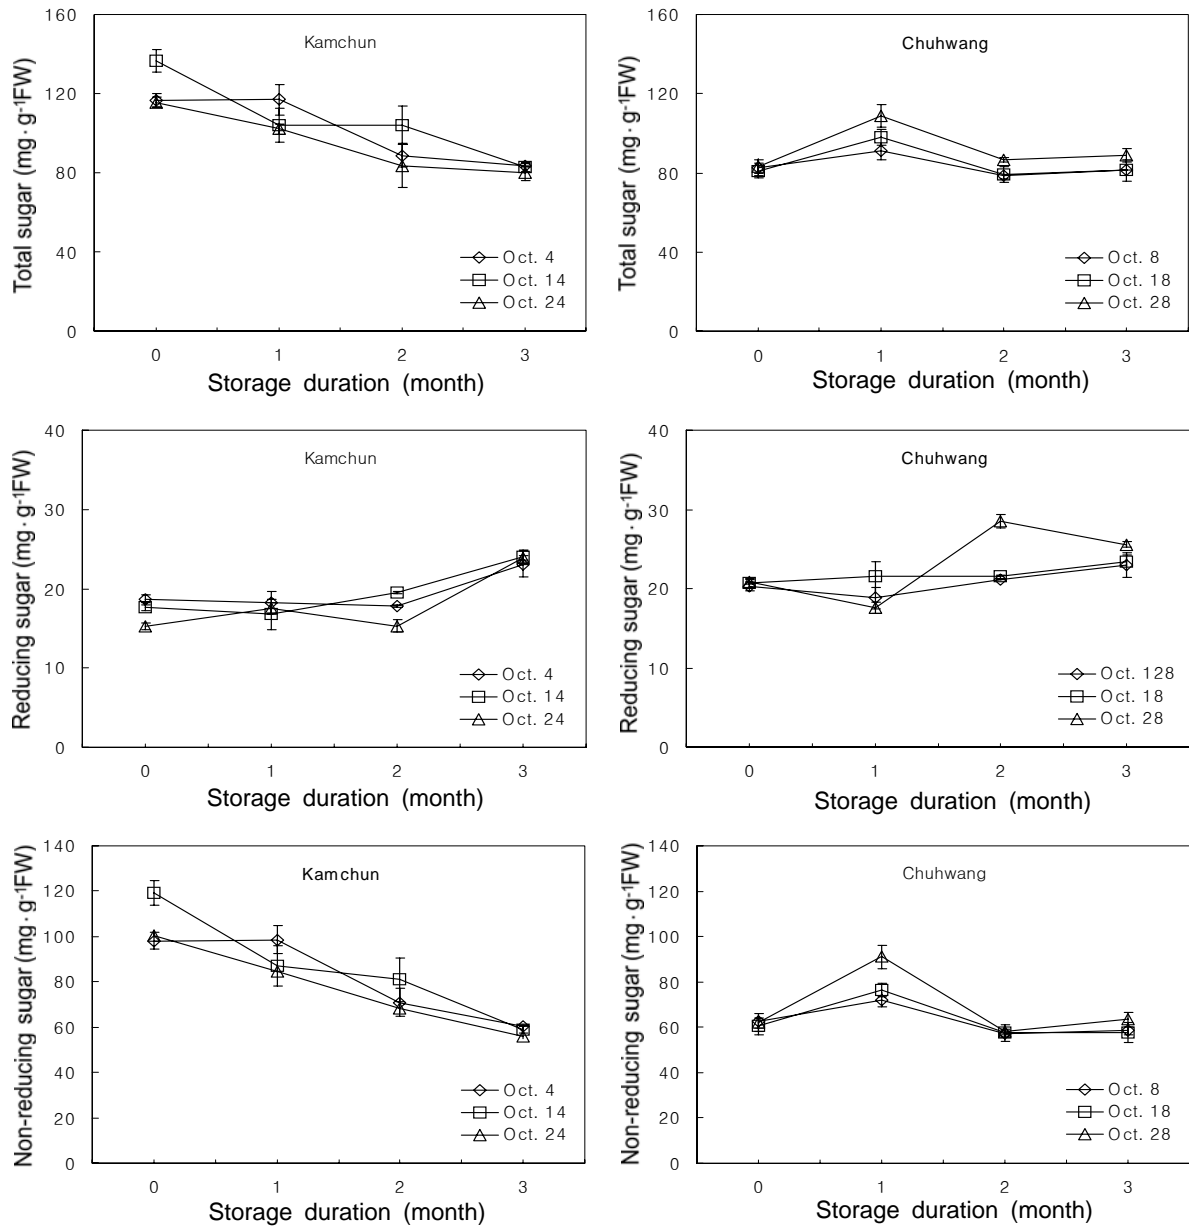 Kamchun
Total sugar (mg·g⁻¹FW)
160
120
80
40
0
Oct. 4
Oct. 14
Oct. 24
0 1 2 3
Storage duration (month)
Chuhwang
Total sugar (mg·g⁻¹FW)
160
120
80
40
0
Oct. 8
Oct. 18
Oct. 28
0 1 2 3
Storage duration (month)
Kamchun
Reducing sugar (mg·g⁻¹FW)
40
30
20
10
0
Oct. 4
Oct. 14
Oct. 24
0 1 2 3
Storage duration (month)
Chuhwang
Reducing sugar (mg·g⁻¹FW)
40
30
20
10
0
Oct. 128
Oct. 18
Oct. 28
0 1 2 3
Storage duration (month)
Kamchun
Non-reducing sugar (mg·g⁻¹FW)
140
120
100
80
60
40
20
0
Oct. 4
Oct. 14
Oct. 24
0 1 2 3
Storage duration (month)
Chuhwang
Non-reducing sugar (mg·g⁻¹FW)
140
120
100
80
60
40
20
0
Oct. 8
Oct. 18
Oct. 28
0 1 2 3
Storage duration (month)